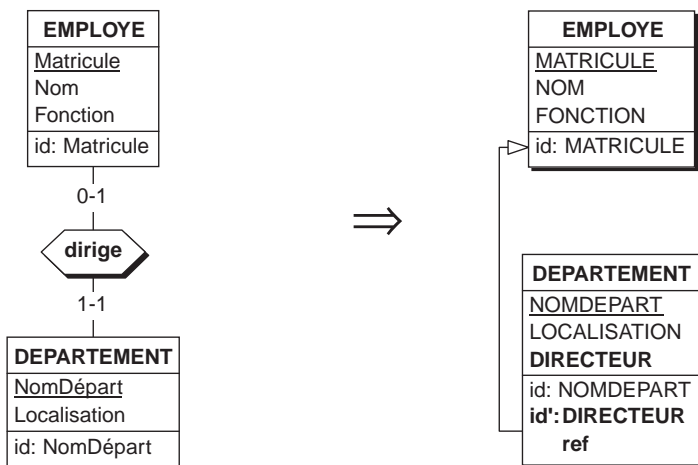 EMPLOYE
Matricule
Nom
Fonction
id: Matricule
0-1
dirige
1-1
DEPARTEMENT
NomDépart
Localisation
id: NomDépart
⇒
EMPLOYE
MATRICULE
NOM
FONCTION
id: MATRICULE
DEPARTEMENT
NOMDEPART
LOCALISATION
DIRECTEUR
id: NOMDEPART
id': DIRECTEUR
ref